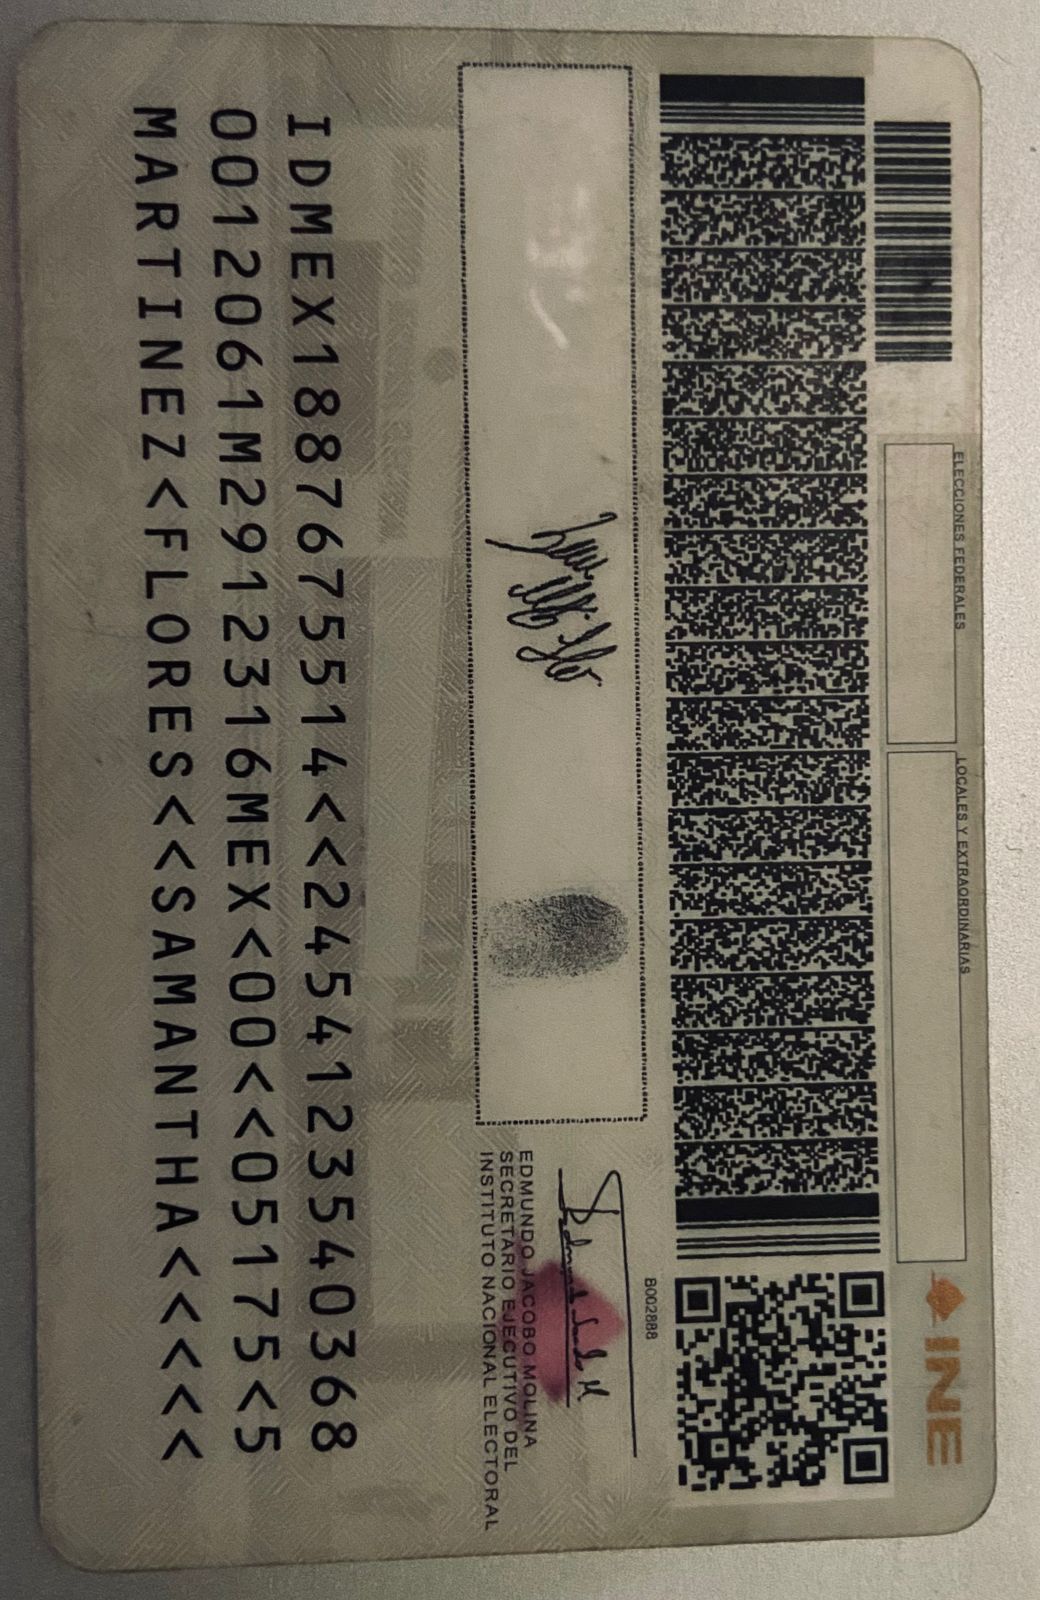 ELECCIONES FEDERALES
LOCALES Y EXTRAORDINARIAS
INE
B002888
EDMUNDO JACOBO MOLINA
SECRETARIO EJECUTIVO DEL
INSTITUTO NACIONAL ELECTORAL
IDMEX1887675514<<2454123540368
0012061M2912316MEX<00<<05175<5
MARTINEZ<FLORES<<SAMANTHA<<<<<